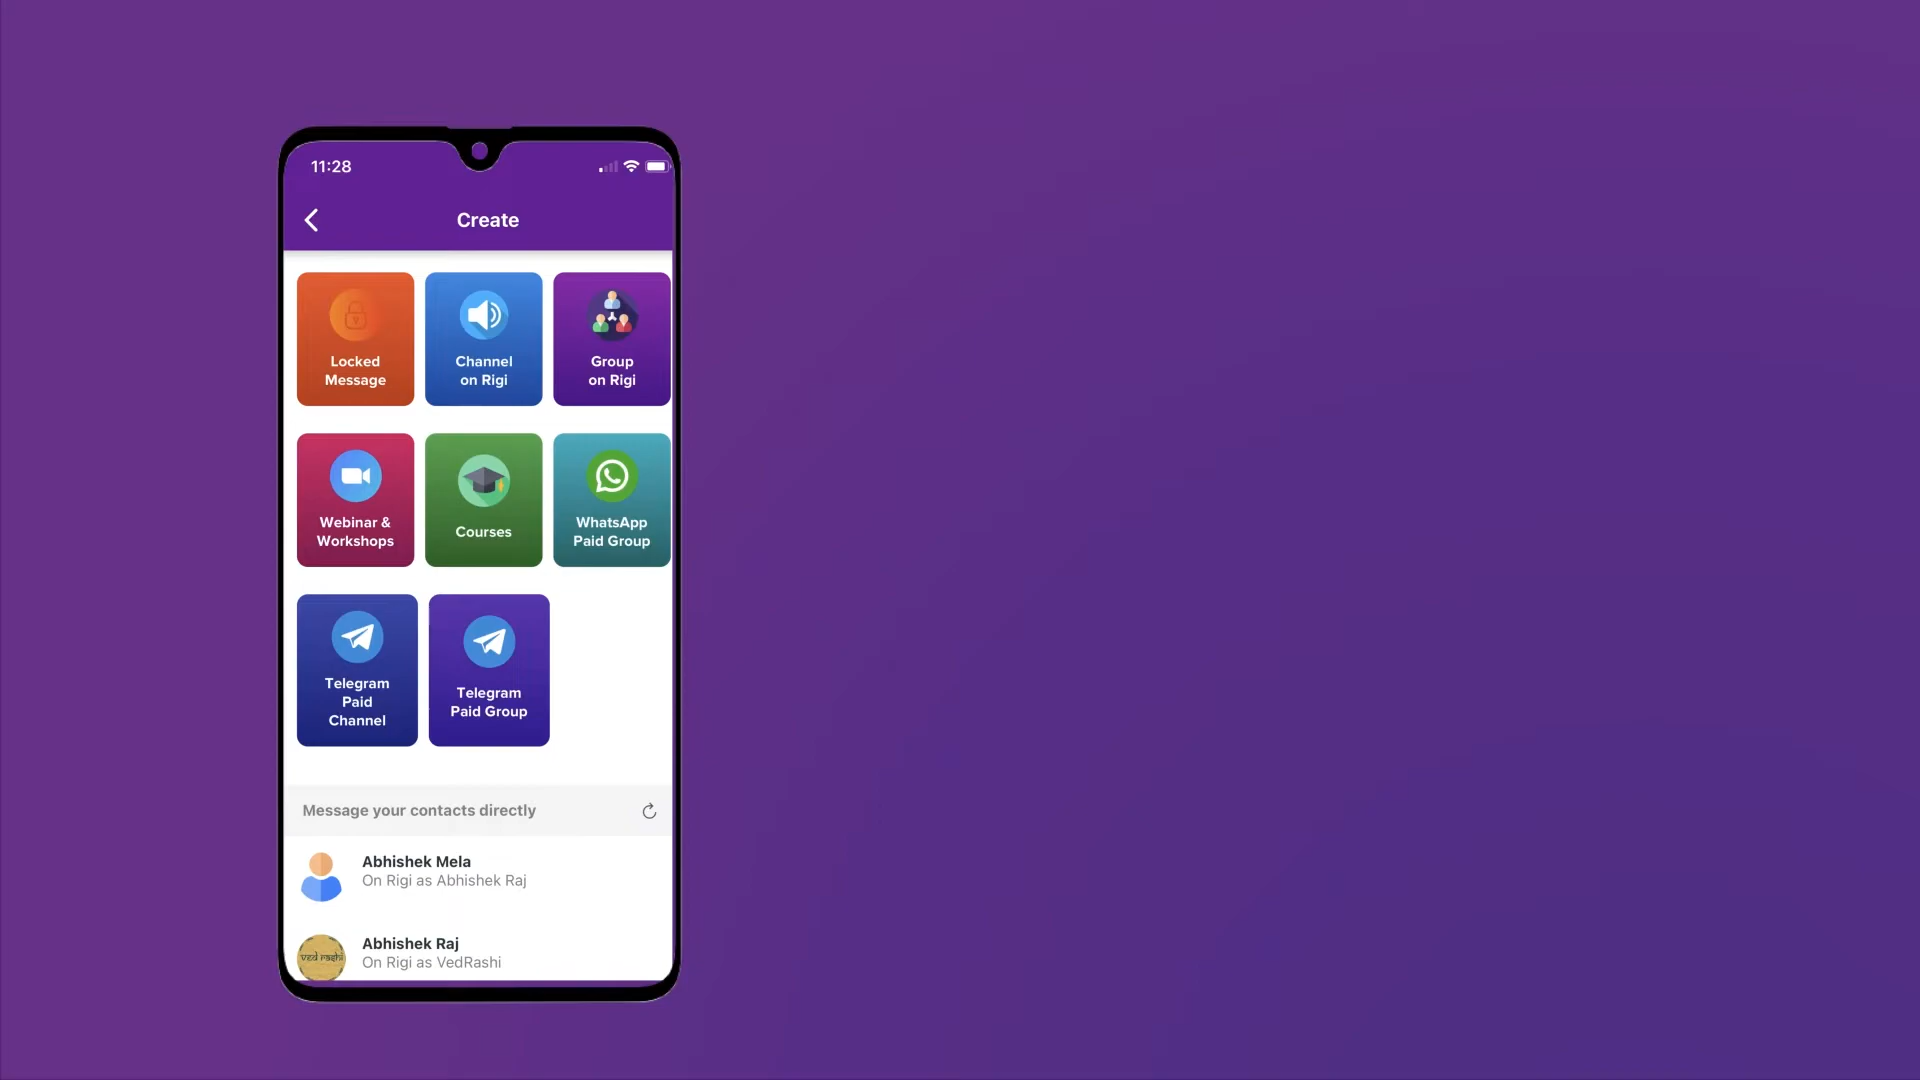 11:28
Create
Locked
Message
Channel
on Rigi
Group
on Rigi
Webinar &
Workshops
Courses
WhatsApp
Paid Group
Telegram
Paid
Channel
Telegram
Paid Group
Message your contacts directly
Abhishek Mela
On Rigi as Abhishek Raj
ved rashi
Abhishek Raj
On Rigi as VedRashi